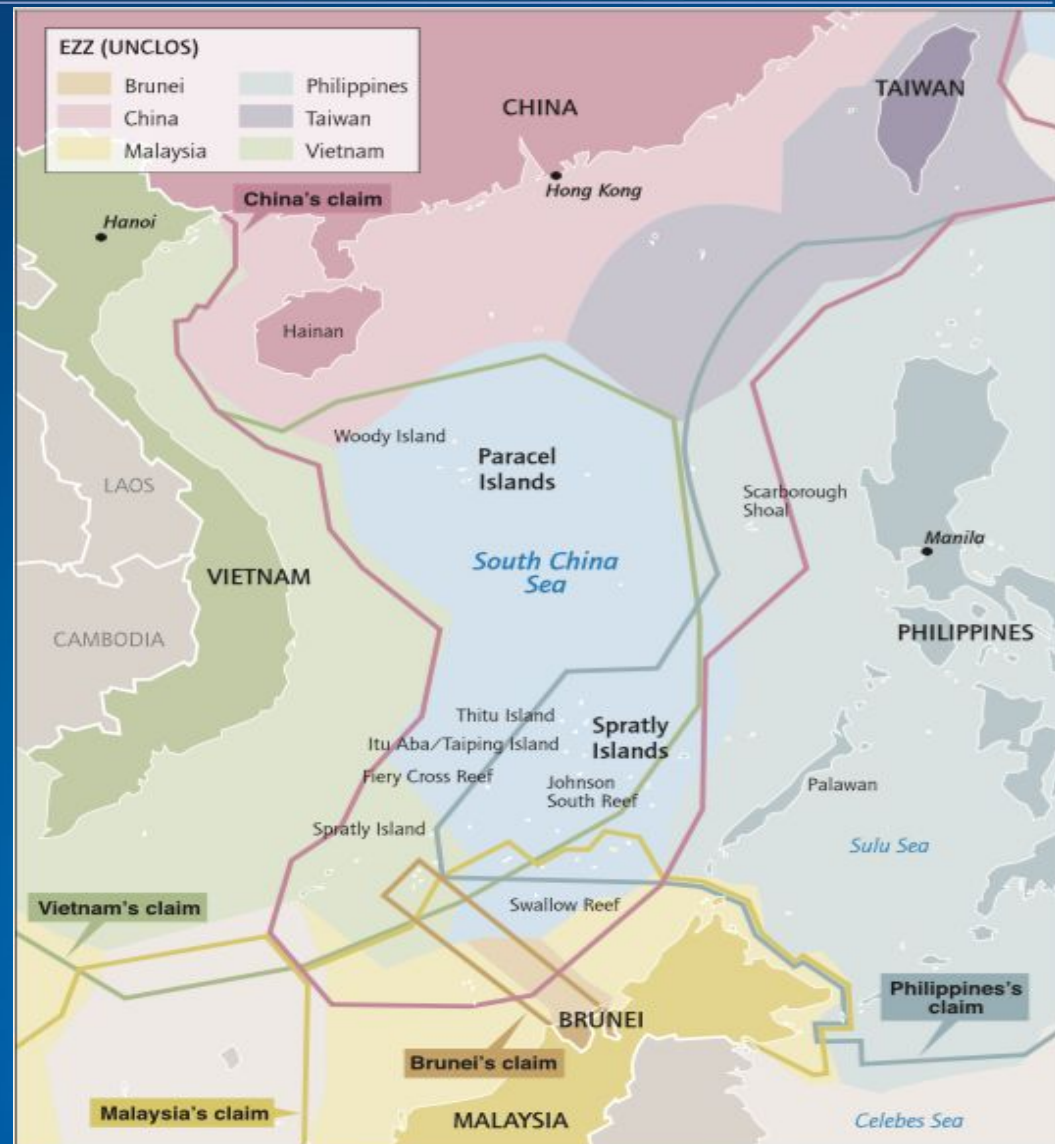 EZZ (UNCLOS)
Brunei
Philippines
China
Taiwan
Malaysia
Vietnam
CHINA
TAIWAN
Hong Kong
China's claim
Hanoi
Hainan
Woody Island
Paracel
Islands
LAOS
Scarborough
Shoal
Manila
South China
Sea
VIETNAM
CAMBODIA
PHILIPPINES
Thitu Island
Spratly
Islands
Itu Aba/Taiping Island
Fiery Cross Reef
Johnson
South Reef
Palawan
Spratly Island
Sulu Sea
Vietnam's claim
Swallow Reef
Philippines's
claim
BRUNEI
Brunei's claim
Malaysia's claim
MALAYSIA
Celebes Sea